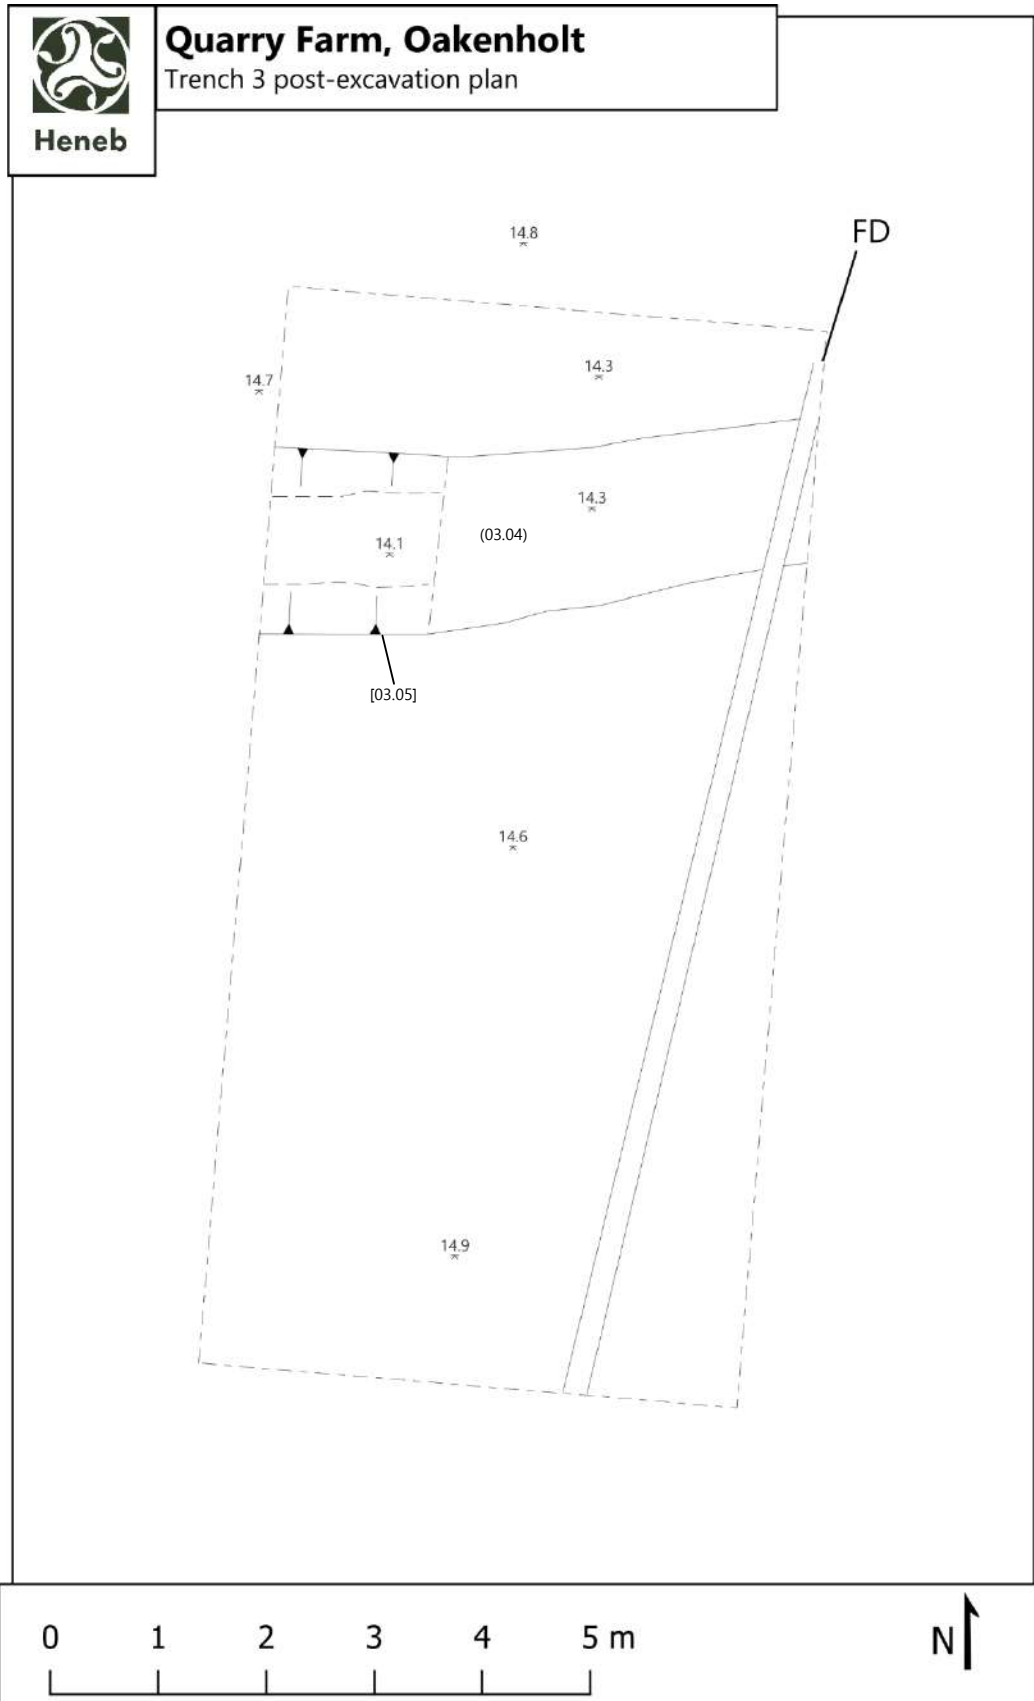 Quarry Farm, Oakenholt
Trench 3 post-excavation plan
Heneb
14.8
FD
14.3
14.7
14.3
(03.04)
14.1
[03.05]
14.6
14.9
0 1 2 3 4 5 m
N